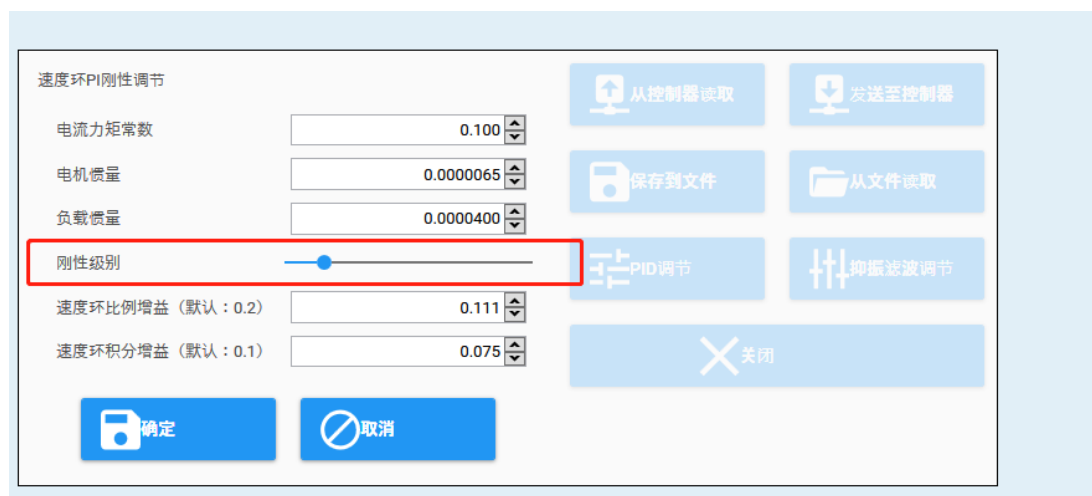 速度环PI刚性调节
从控制器读取
发送至控制器
电流力矩常数
0.100
电机惯量
0.0000065
保存到文件
从文件读取
负载惯量
0.0000400
刚性级别
PID调节
抑振滤波调节
速度环比例增益（默认：0.2）
0.111
速度环积分增益（默认：0.1）
0.075
关闭
确定
取消